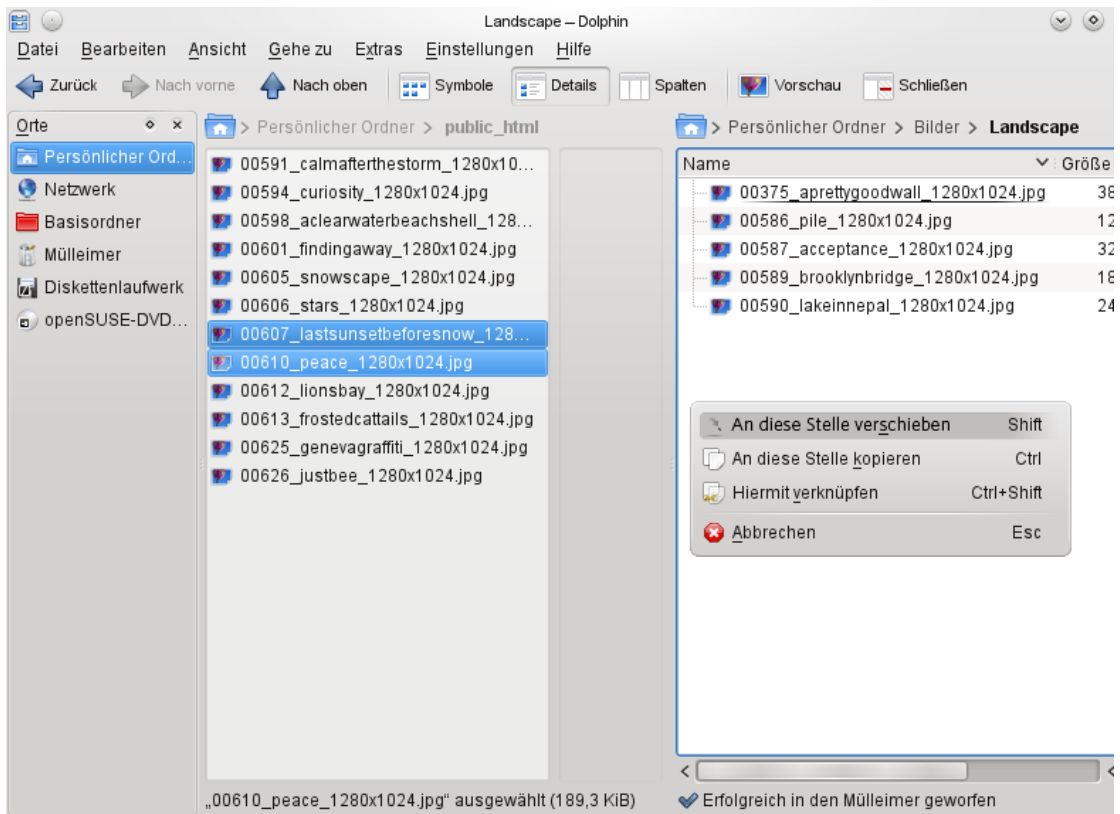 Landscape – Dolphin
Datei Bearbeiten Ansicht Gehe zu Extras Einstellungen Hilfe
Zurück Nach vorne Nach oben Symbole Details Spalten Vorschau Schließen
Orte
Persönlicher Ord...
Netzwerk
Basisordner
Mülleimer
Diskettenlaufwerk
openSUSE-DVD...
> Persönlicher Ordner > public_html
00591_calmafterthestorm_1280x10...
00594_curiosity_1280x1024.jpg
00598_aclearwaterbeachshell_128...
00601_findingaway_1280x1024.jpg
00605_snowscape_1280x1024.jpg
00606_stars_1280x1024.jpg
00607_lastsunsetbeforesnow_128...
00610_peace_1280x1024.jpg
00612_lionsbay_1280x1024.jpg
00613_frostedcattails_1280x1024.jpg
00625_genevagraffiti_1280x1024.jpg
00626_justbee_1280x1024.jpg
„00610_peace_1280x1024.jpg“ ausgewählt (189,3 KiB)
> Persönlicher Ordner > Bilder > Landscape
Name Größe
00375_aprettygoodwall_1280x1024.jpg 38
00586_pile_1280x1024.jpg 12
00587_acceptance_1280x1024.jpg 32
00589_brooklynbridge_1280x1024.jpg 18
00590_lakeinnepal_1280x1024.jpg 24
An diese Stelle verschieben Shift
An diese Stelle kopieren Ctrl
Hiermit verknüpfen Ctrl+Shift
Abbrechen Esc
Erfolgreich in den Mülleimer geworfen